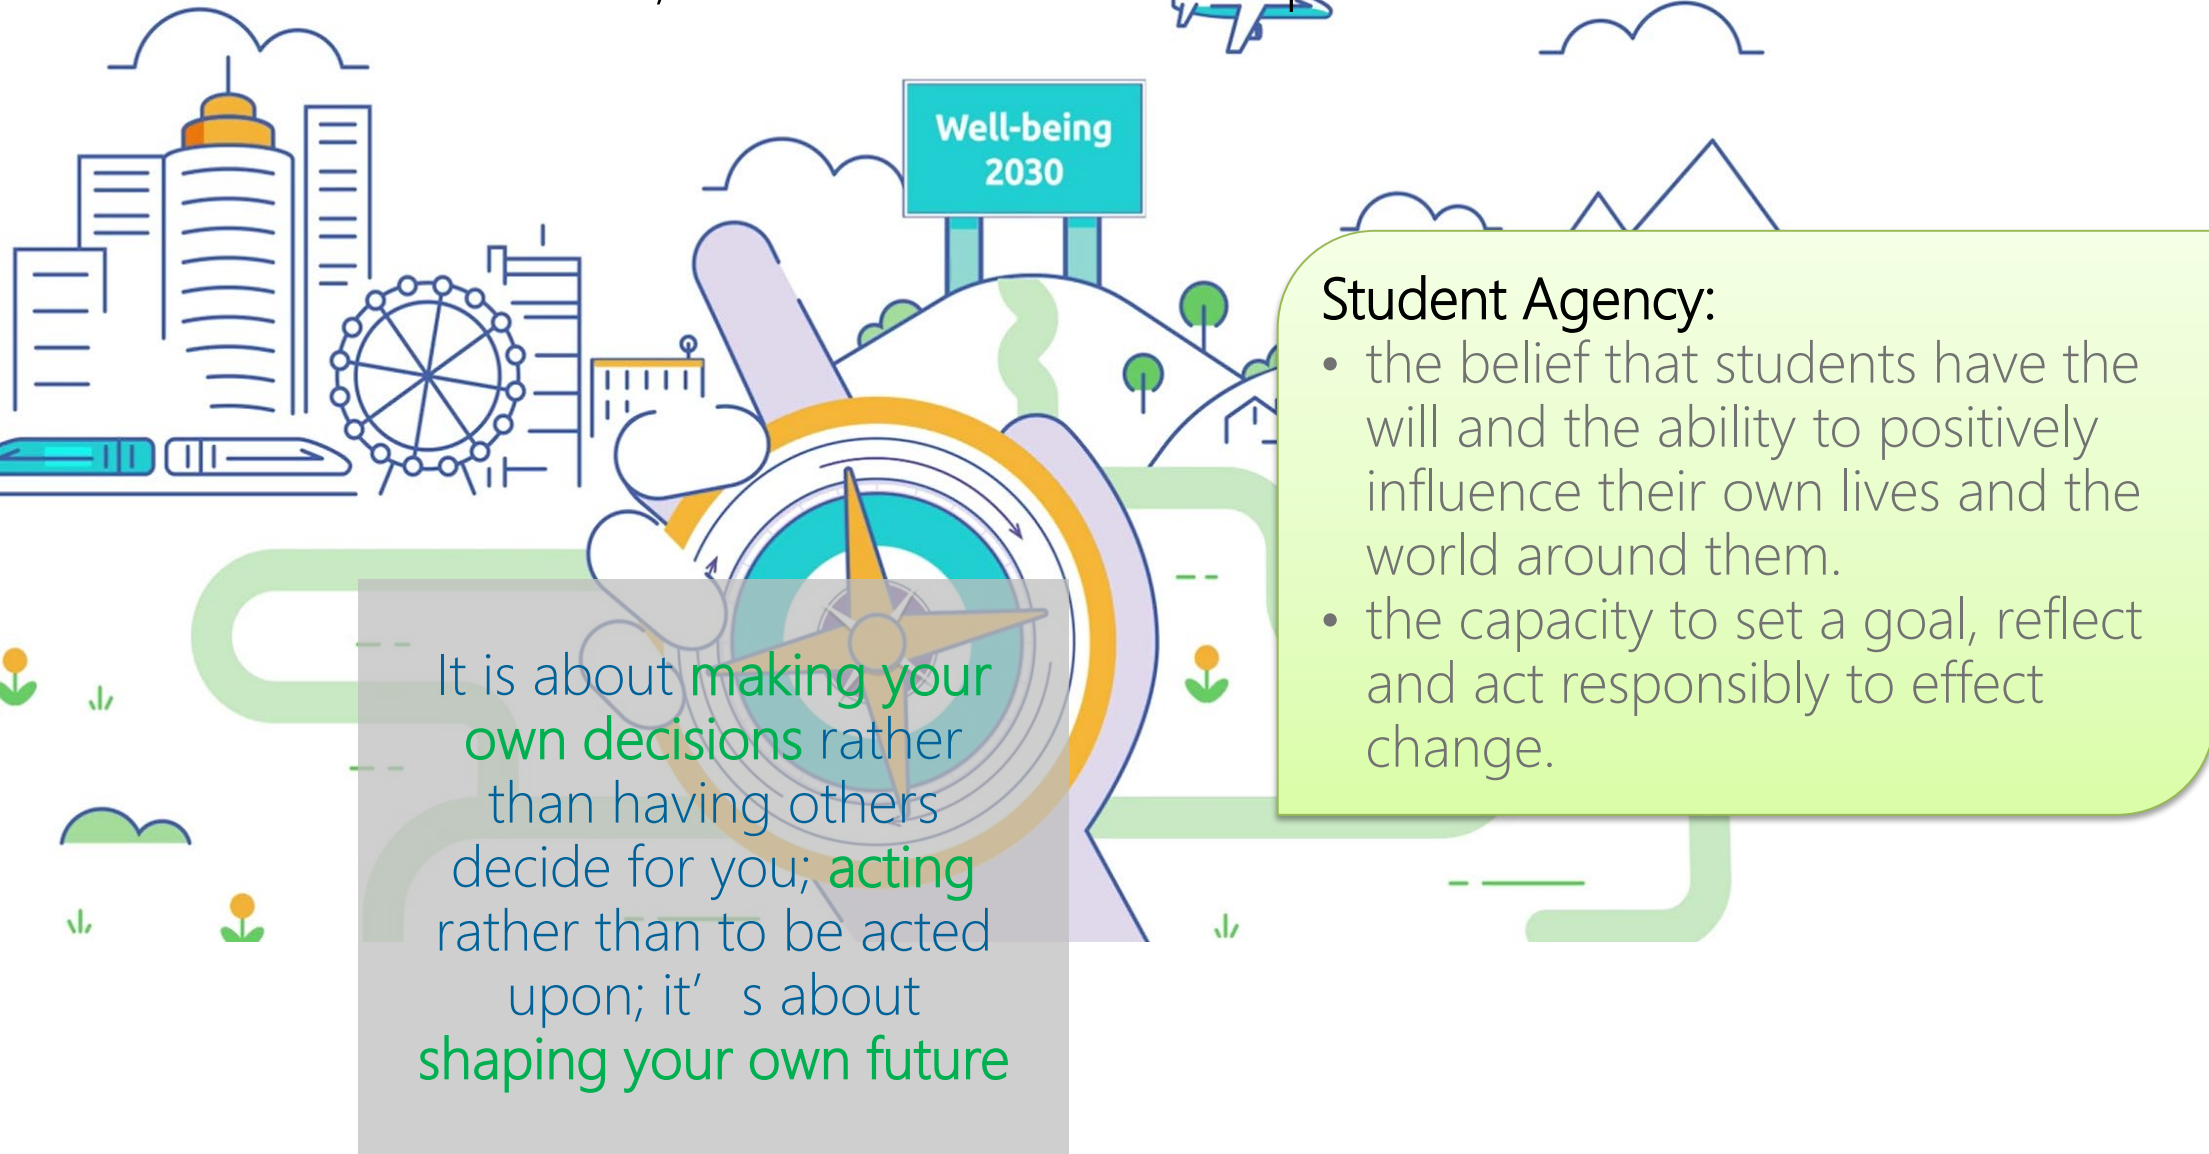 Well-being
2030
Student Agency:
• the belief that students have the
will and the ability to positively
influence their own lives and the
world around them.
• the capacity to set a goal, reflect
and act responsibly to effect
change.
It is about making your
own decisions rather
than having others
decide for you; acting
rather than to be acted
upon; it’ s about
shaping your own future